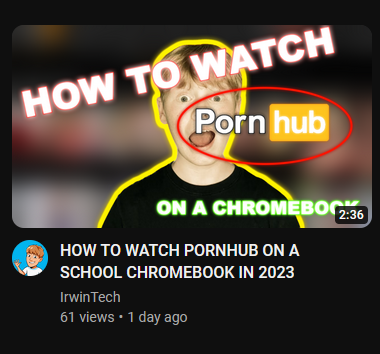 HOW TO WATCH
Porn hub
ON A CHROMEBOOK
2:36
HOW TO WATCH PORNHUB ON A
SCHOOL CHROMEBOOK IN 2023
IrwinTech
61 views • 1 day ago